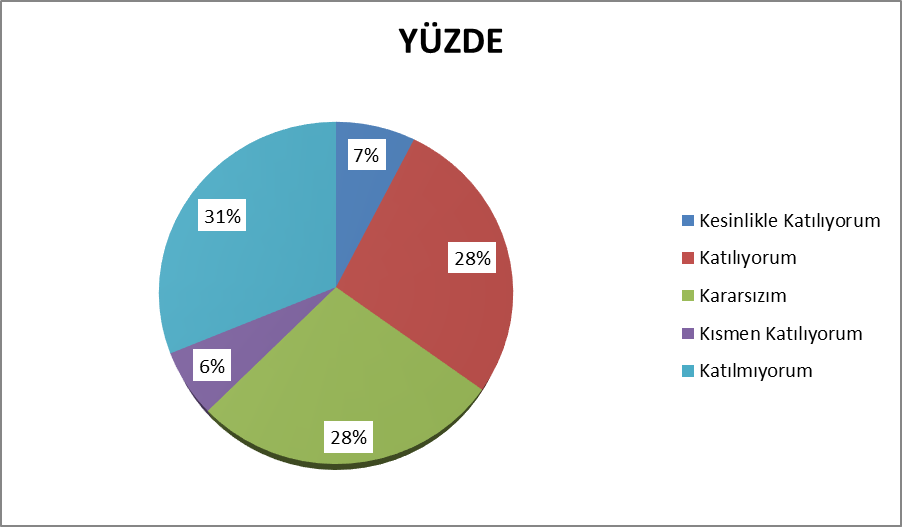 YÜZDE
7%
28%
31%
6%
28%
Kesinlikle Katılıyorum
Katılıyorum
Kararsızım
Kısmen Katılıyorum
Katılmıyorum